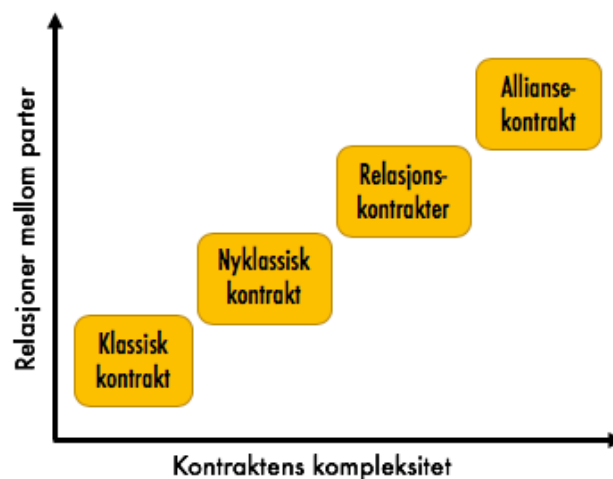 Relasjoner mellom parter
Allianse-
kontrakt
Relasjons-
kontrakter
Nyklassisk
kontrakt
Klassisk
kontrakt
Kontraktens kompleksitet